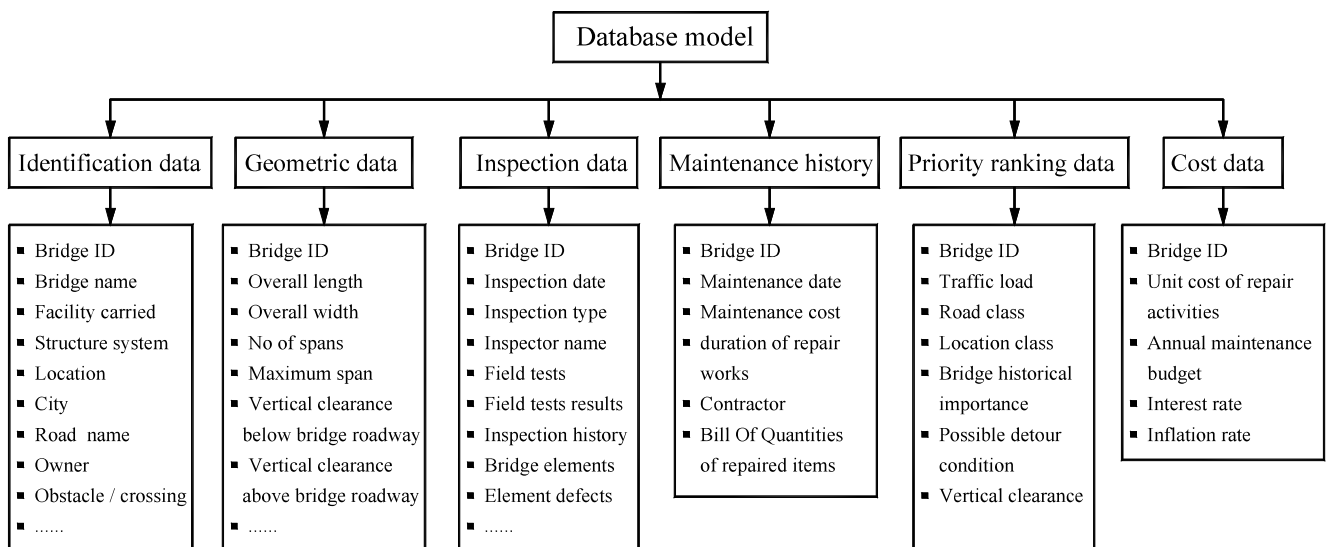 Database model
Identification data
Geometric data
Inspection data
Maintenance history
Priority ranking data
Cost data
▪ Bridge ID
▪ Bridge name
▪ Facility carried
▪ Structure system
▪ Location
▪ City
▪ Road name
▪ Owner
▪ Obstacle / crossing
▪ ......
▪ Bridge ID
▪ Overall length
▪ Overall width
▪ No of spans
▪ Maximum span
▪ Vertical clearance
below bridge roadway
▪ Vertical clearance
above bridge roadway
▪ ......
▪ Bridge ID
▪ Inspection date
▪ Inspection type
▪ Inspector name
▪ Field tests
▪ Field tests results
▪ Inspection history
▪ Bridge elements
▪ Element defects
▪ ......
▪ Bridge ID
▪ Maintenance date
▪ Maintenance cost
▪ duration of repair
works
▪ Contractor
▪ Bill Of Quantities
of repaired items
▪ Bridge ID
▪ Traffic load
▪ Road class
▪ Location class
▪ Bridge historical
importance
▪ Possible detour
condition
▪ Vertical clearance
▪ Bridge ID
▪ Unit cost of repair
activities
▪ Annual maintenance
budget
▪ Interest rate
▪ Inflation rate